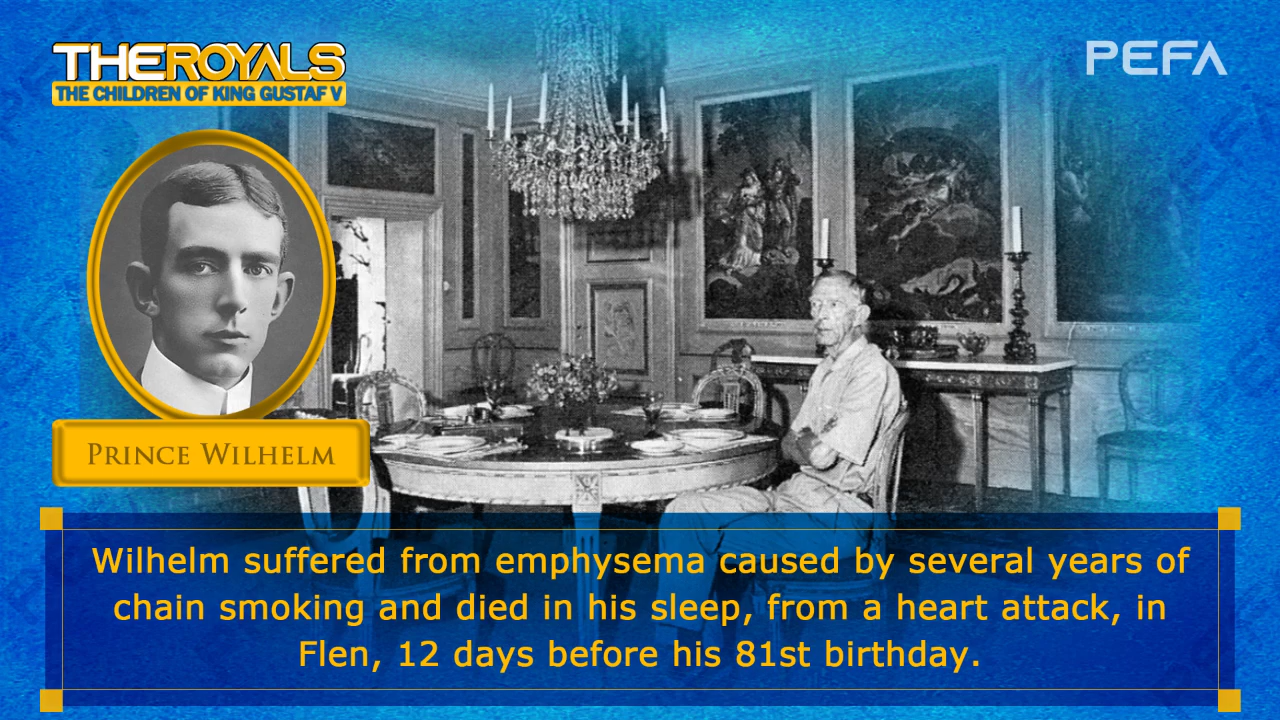 THEROYALS
THE CHILDREN OF KING GUSTAF V
PEFA
PRINCE WILHELM
Wilhelm suffered from emphysema caused by several years of
chain smoking and died in his sleep, from a heart attack, in
Flen, 12 days before his 81st birthday.